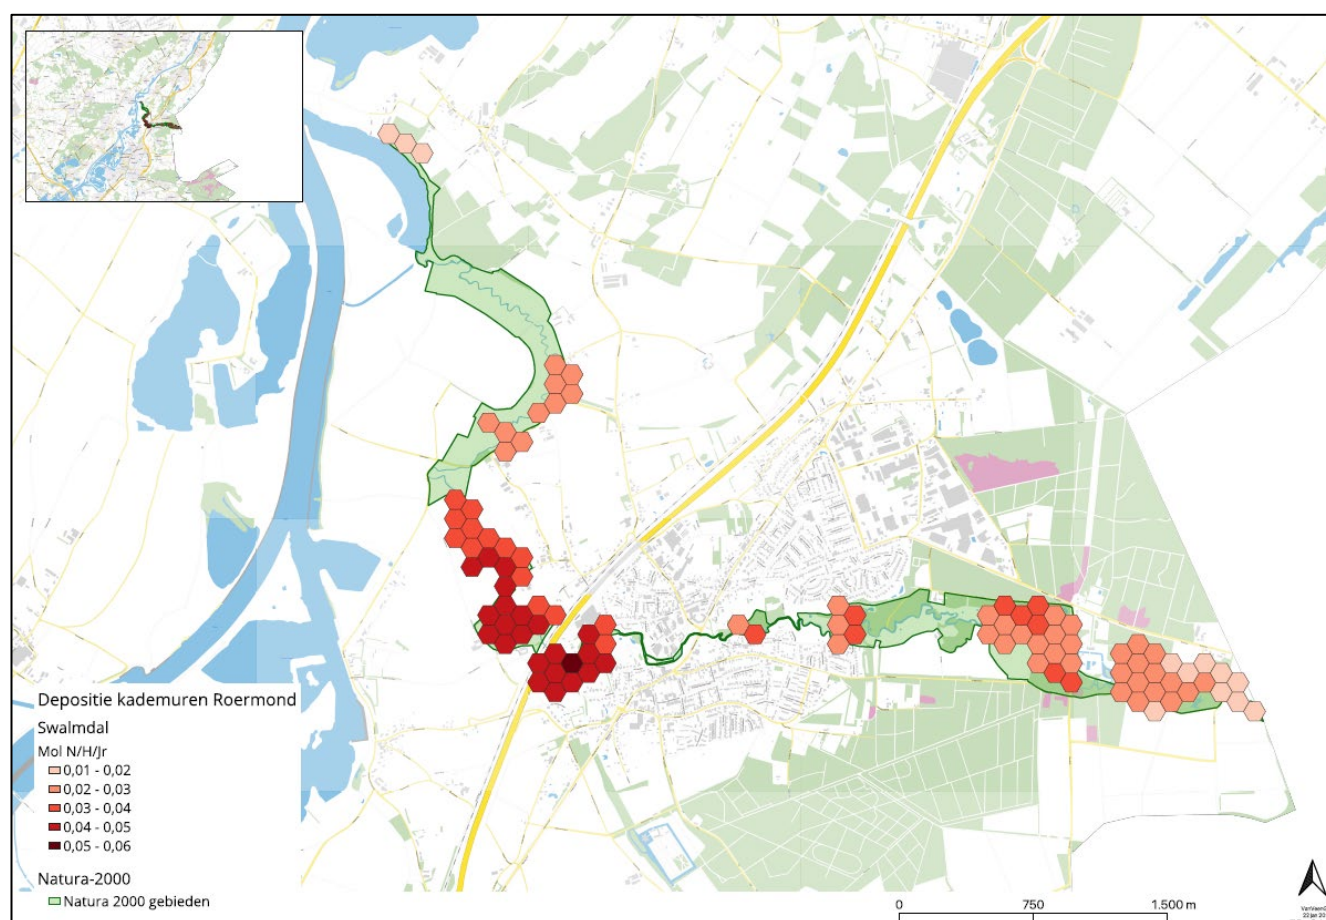 Depositie kademuren Roermond
Swalmdal
Mol N/H/Jr
0,01 - 0,02
0,02 - 0,03
0,03 - 0,04
0,04 - 0,05
0,05 - 0,06
Natura-2000
Natura 2000 gebieden
0 750 1.500 m